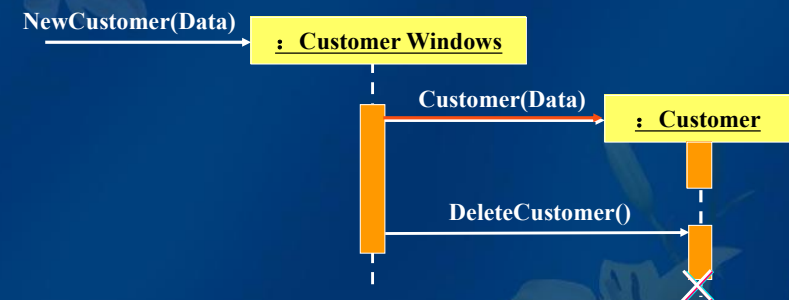 NewCustomer(Data)
：Customer Windows
Customer(Data)
：Customer
DeleteCustomer()